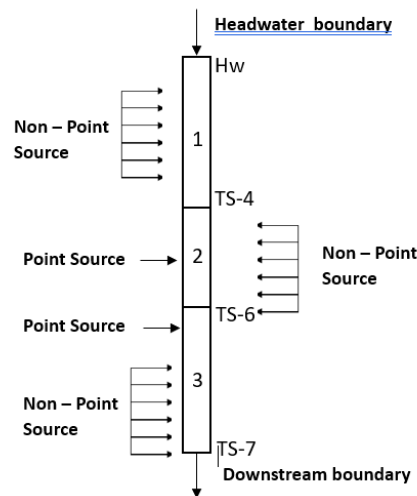 Headwater boundary
Hw
Non – Point
Source
1
TS-4
Point Source
2
Non – Point
Source
TS-6
Point Source
3
Non – Point
Source
TS-7
Downstream boundary